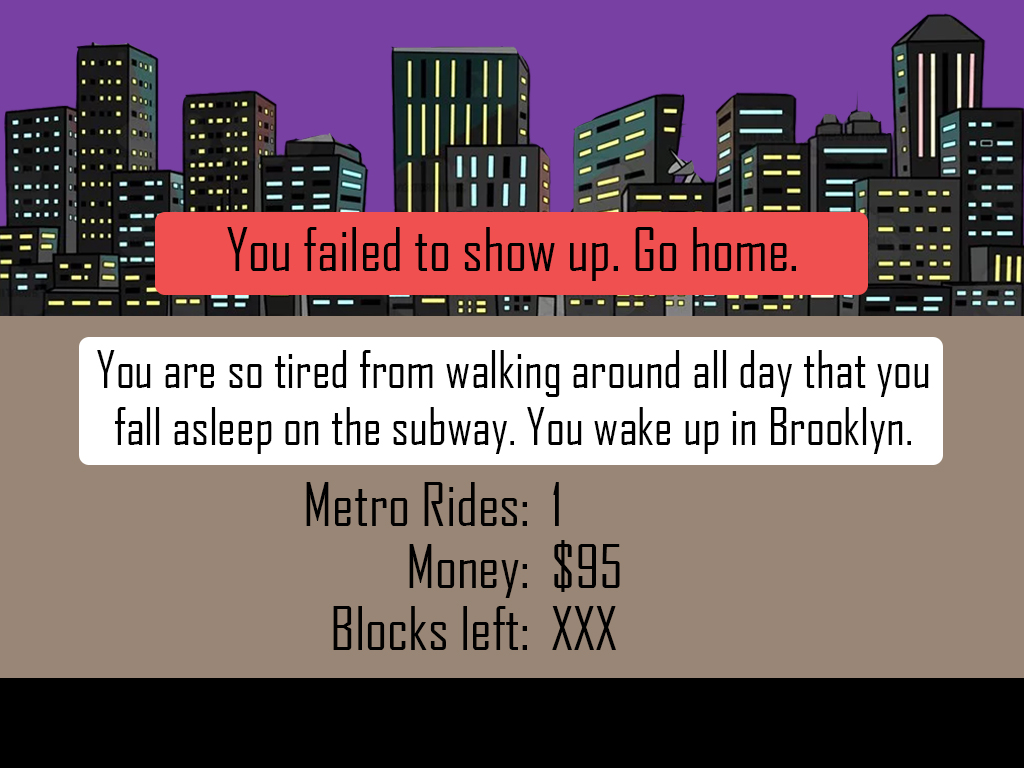 You failed to show up. Go home.
You are so tired from walking around all day that you
fall asleep on the subway. You wake up in Brooklyn.
Metro Rides: 1
Money: $95
Blocks left: XXX